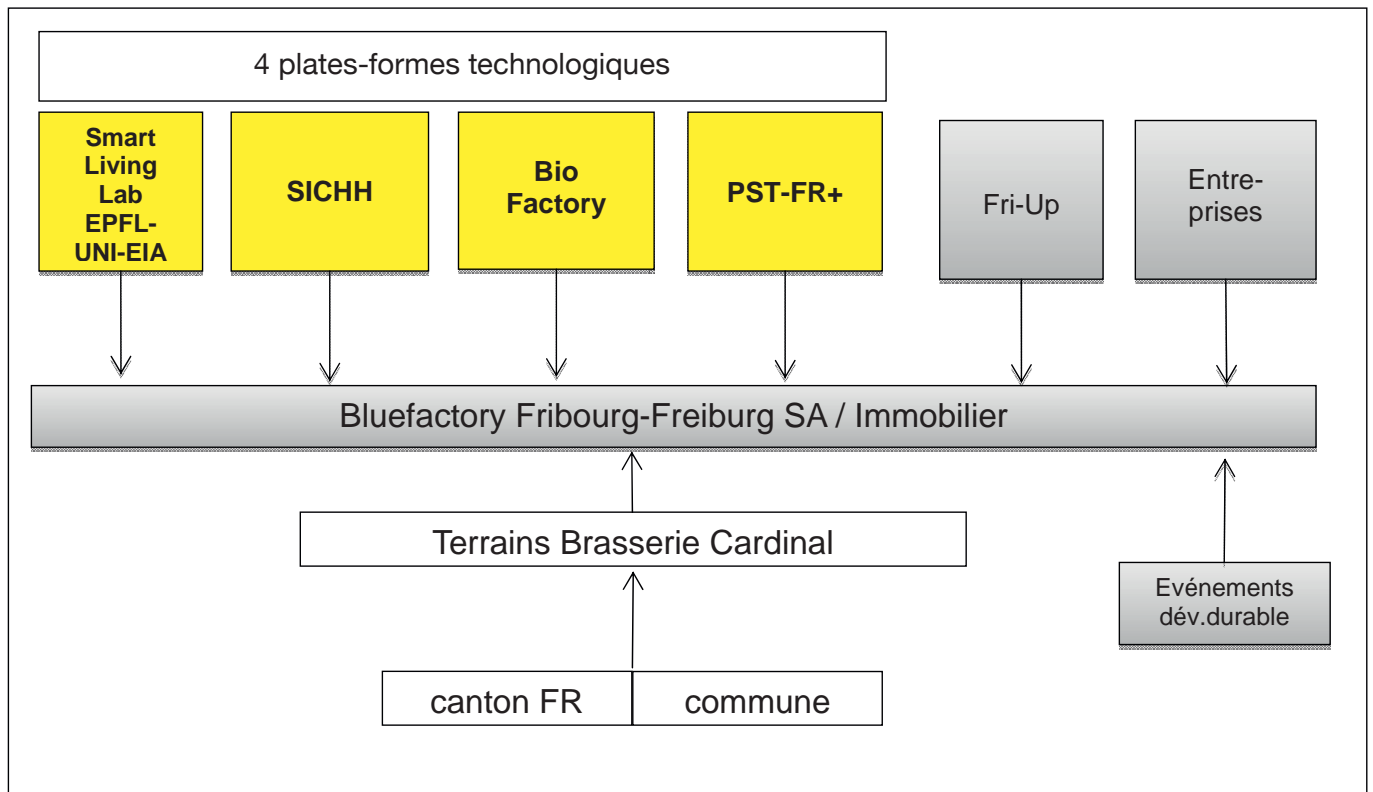 4 plates-formes technologiques
Smart
Living
Lab
EPFL-
UNI-EIA
SICHH
Bio
Factory
PST-FR+
Fri-Up
Entre-
prises
Bluefactory Fribourg-Freiburg SA / Immobilier
Terrains Brasserie Cardinal
Evénements
dév.durable
canton FR
commune